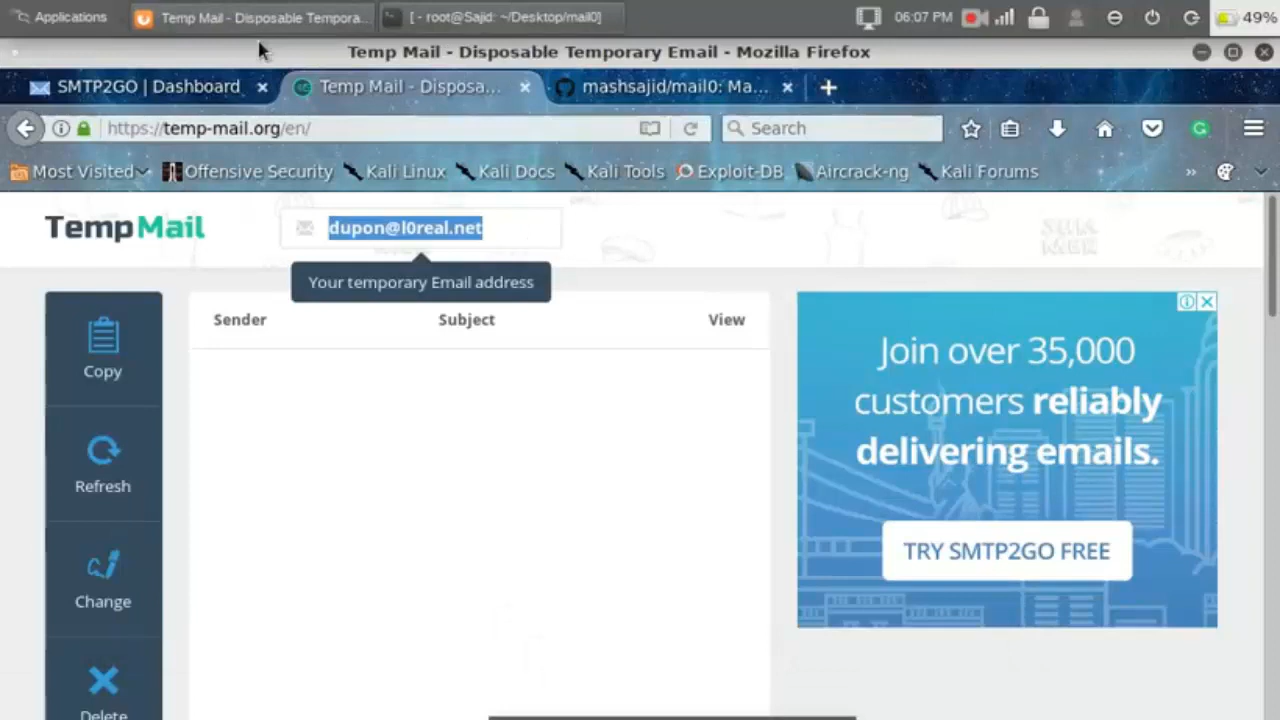 Applications
Temp Mail - Disposable Tempora...
[ - root@Sajid: ~/Desktop/mail0]
06:07 PM
49%
Temp Mail - Disposable Temporary Email - Mozilla Firefox
SMTP2GO | Dashboard
Temp Mail - Disposa...
mashsajid/mail0: Ma...
https://temp-mail.org/en/
Search
Most Visited
Offensive Security
Kali Linux
Kali Docs
Kali Tools
Exploit-DB
Aircrack-ng
Kali Forums
TempMail
dupon@l0real.net
Your temporary Email address
Copy
Refresh
Change
Delete
Sender
Subject
View
Join over 35,000
customers reliably
delivering emails.
TRY SMTP2GO FREE